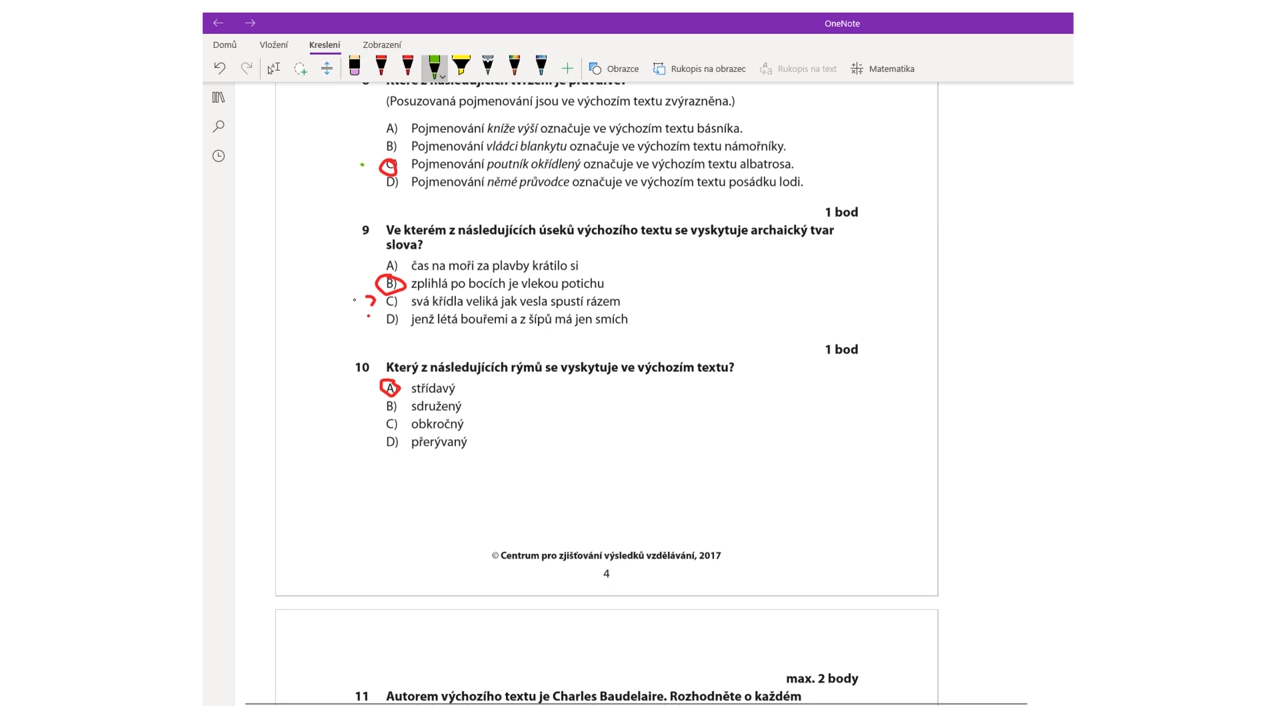 OneNote
Domů Vložení Kreslení Zobrazení
Obrazce Rukopis na obrazec Rukopis na text Matematika
(Posuzovaná pojmenování jsou ve výchozím textu zvýrazněna.)
A) Pojmenování kníže výší označuje ve výchozím textu básníka.
B) Pojmenování vládci blankytu označuje ve výchozím textu námořníky.
C) Pojmenování poutník okřídlený označuje ve výchozím textu albatrosa.
D) Pojmenování němé průvodce označuje ve výchozím textu posádku lodi.
1 bod
9 Ve kterém z následujících úseků výchozího textu se vyskytuje archaický tvar
slova?
A) čas na moři za plavby krátilo si
B) zplihlá po bocích je vlekou potichu
? C) svá křídla veliká jak vesla spustí rázem
D) jenž létá bouřemi a z šípů má jen smích
1 bod
10 Který z následujících rýmů se vyskytuje ve výchozím textu?
A) střídavý
B) sdružený
C) obkročný
D) přerývaný
© Centrum pro zjišťování výsledků vzdělávání, 2017
4
max. 2 body
11 Autorem výchozího textu je Charles Baudelaire. Rozhodněte o každém